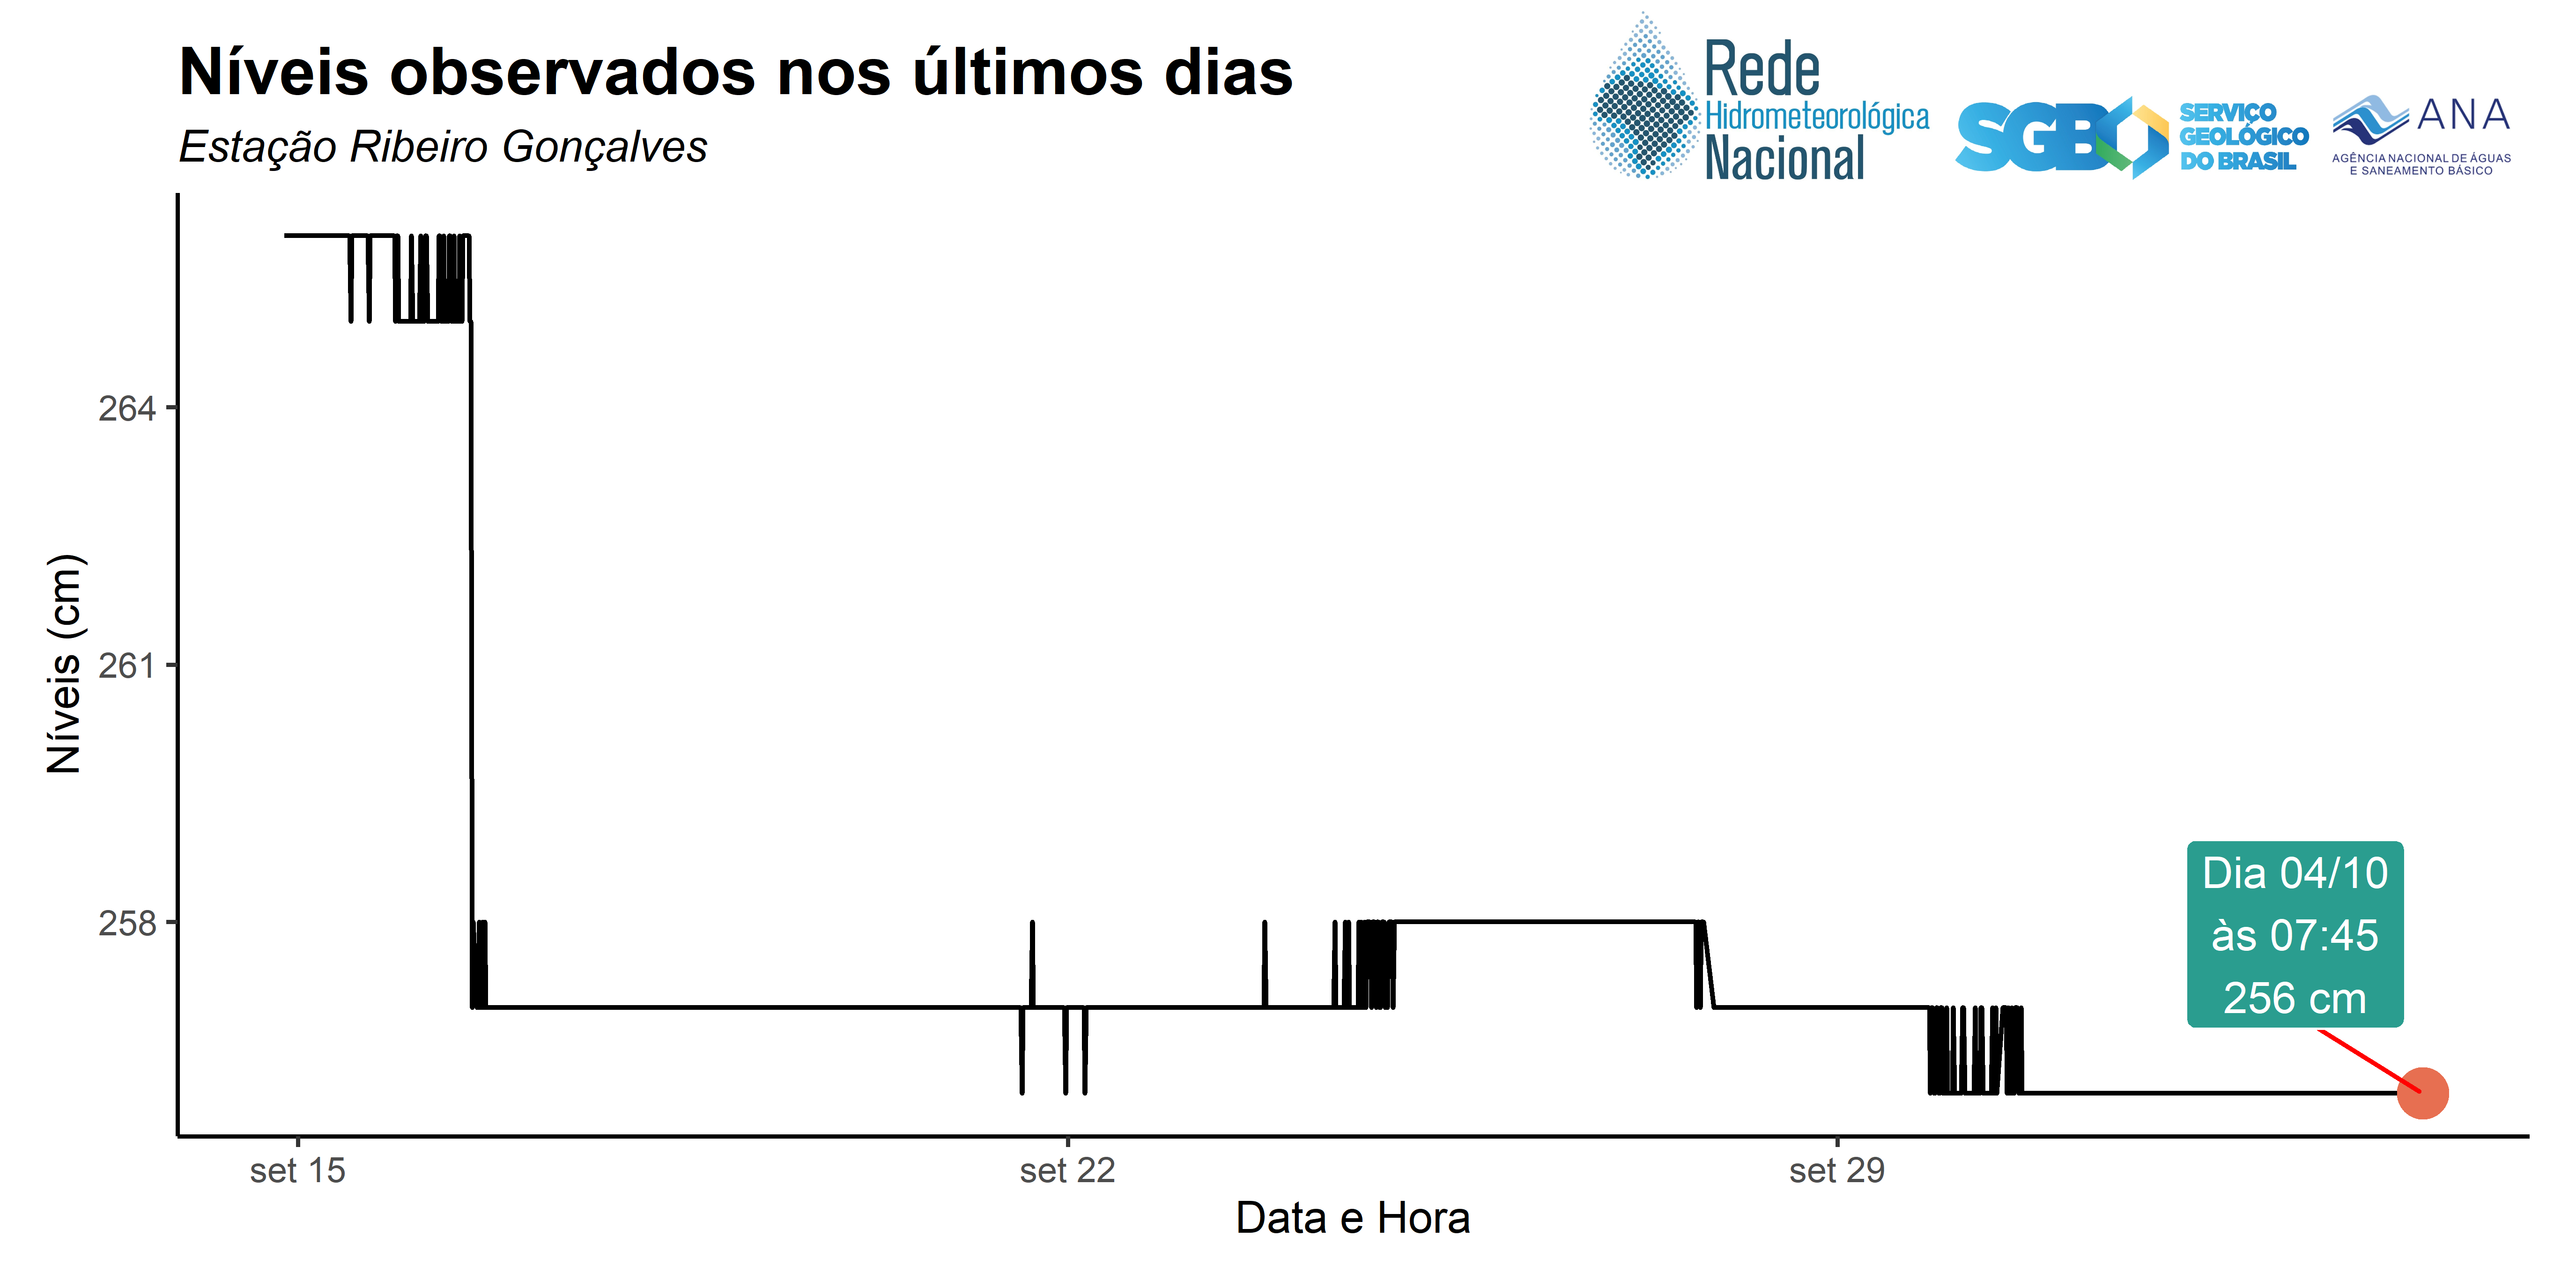 Níveis observados nos últimos dias
Estação Ribeiro Gonçalves
Rede
Hidrometeorológica
Nacional
SGB
SERVIÇO
GEOLÓGICO
DO BRASIL
ANA
AGÊNCIA NACIONAL DE ÁGUAS
E SANEAMENTO BÁSICO
Níveis (cm)
264
261
258
Dia 04/10
às 07:45
256 cm
set 15
set 22
set 29
Data e Hora